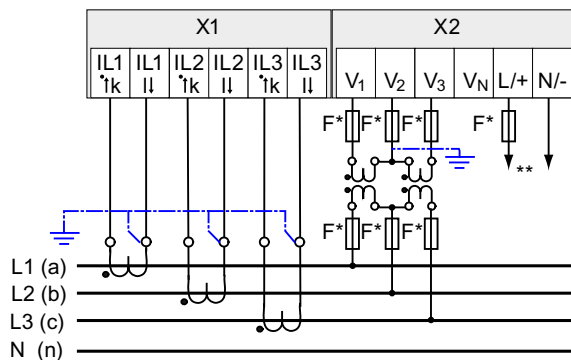 X1 X2
IL1 IL1 IL2 IL2 IL3 IL3
k l k l k l
V1 V2 V3 VN L/+ N/-
F* F* F* F*
**
F* F* F*
L1 (a)
L2 (b)
L3 (c)
N (n)